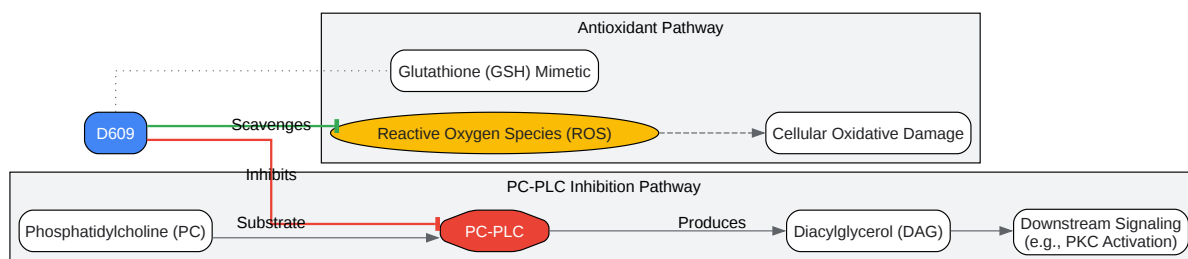 Antioxidant Pathway
Glutathione (GSH) Mimetic
D609
Scavenges
Reactive Oxygen Species (ROS)
Cellular Oxidative Damage
Inhibits
PC-PLC Inhibition Pathway
Phosphatidylcholine (PC)
Substrate
PC-PLC
Produces
Diacylglycerol (DAG)
Downstream Signaling
(e.g., PKC Activation)